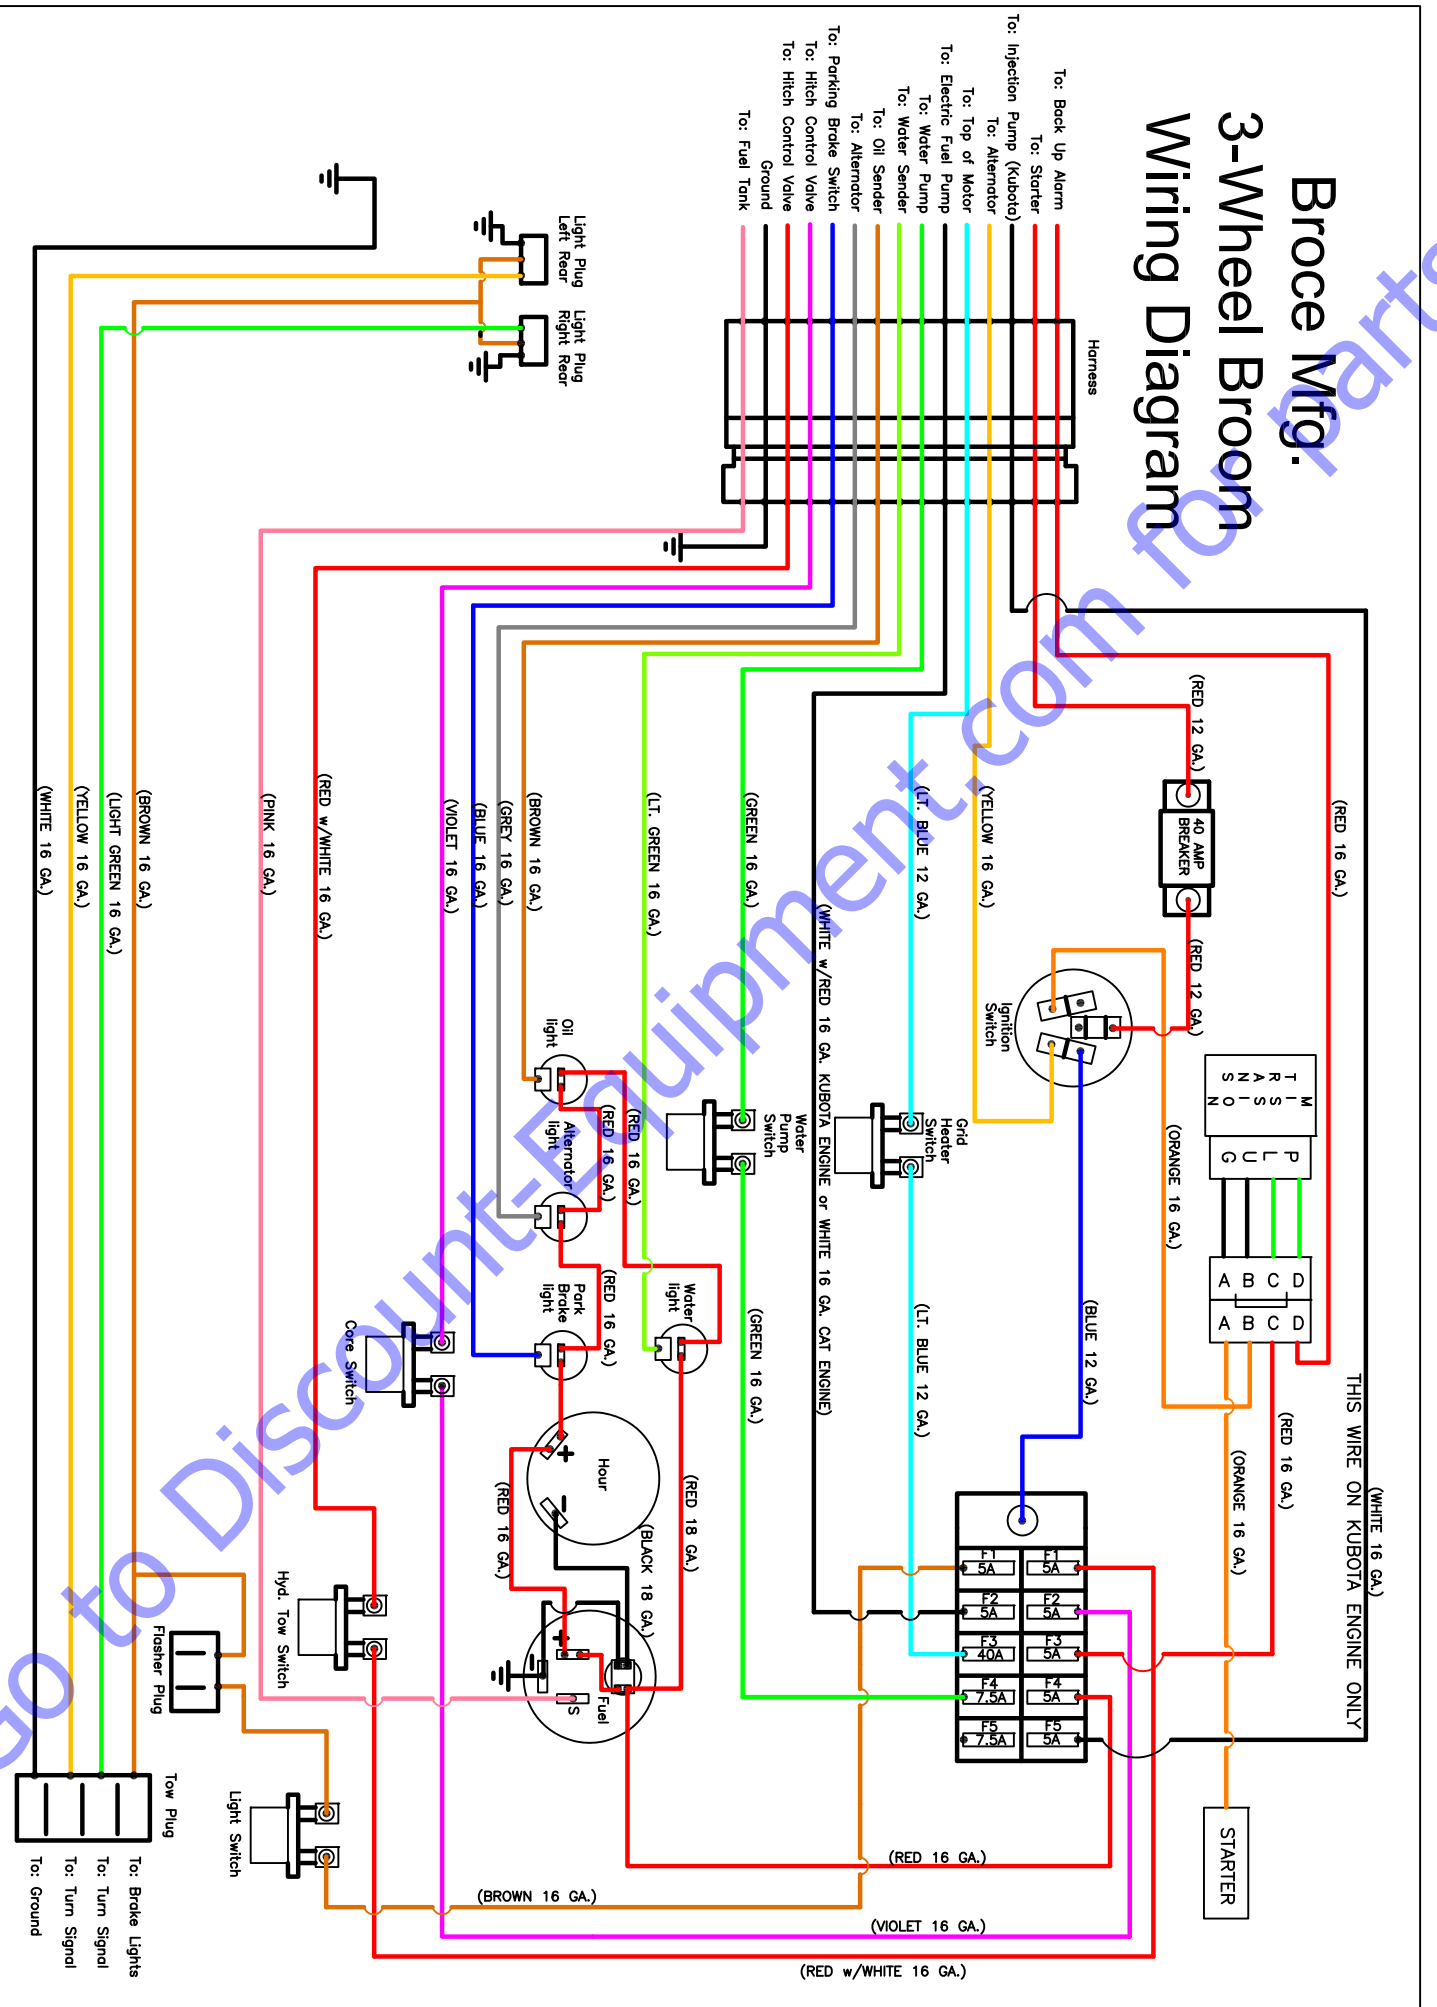 Broce Mfg.
3-Wheel Broom
Wiring Diagram
Harness
To: Back Up Alarm
To: Starter
To: Injection Pump (Kubota)
To: Alternator
To: Top of Motor
To: Electric Fuel Pump
To: Water Pump
To: Water Sender
To: Oil Sender
To: Alternator
To: Parking Brake Switch
To: Hitch Control Valve
To: Hitch Control Valve
Ground
To: Fuel Tank
Light Plug
Left Rear
Light Plug
Right Rear
(RED 12 GA.)
40 AMP
BREAKER
(RED 12 GA.)
(RED 16 GA.)
(YELLOW 16 GA.)
(LT. BLUE 12 GA.)
(WHITE w/RED 16 GA. KUBOTA ENGINE or WHITE 16 GA. CAT ENGINE)
(GREEN 16 GA.)
(LT. GREEN 16 GA.)
(BROWN 16 GA.)
(GREY 16 GA.)
(BLUE 16 GA.)
(VIOLET 16 GA.)
(RED w/WHITE 16 GA.)
(PINK 16 GA.)
(BROWN 16 GA.)
(LIGHT GREEN 16 GA.)
(YELLOW 16 GA.)
(WHITE 16 GA.)
Ignition
Switch
TRANS
MISSION
PLUG
D
C
B
A
D
C
B
A
(ORANGE 16 GA.)
(BLUE 12 GA.)
Grid
Heater
Switch
(LT. BLUE 12 GA.)
Water
Pump
Switch
(GREEN 16 GA.)
Oil
light
(RED 16 GA.)
(RED 16 GA.)
Alternator
light
(RED 16 GA.)
Park
Brake
light
Water
light
Core Switch
Hour
+
-
(RED 18 GA.)
(BLACK 18 GA.)
(RED 16 GA.)
Fuel
+
-
S
Hyd. Tow Switch
Flasher Plug
Light Switch
Tow Plug
To: Brake Lights
To: Turn Signal
To: Turn Signal
To: Ground
(WHITE 16 GA.)
THIS WIRE ON KUBOTA ENGINE ONLY
(RED 16 GA.)
(ORANGE 16 GA.)
STARTER
F1
5A
F1
5A
F2
5A
F2
5A
F3
40A
F3
5A
F4
7.5A
F4
5A
F5
7.5A
F5
5A
(RED 16 GA.)
(BROWN 16 GA.)
(VIOLET 16 GA.)
(RED w/WHITE 16 GA.)
Go to Discount-Equipment.com for parts